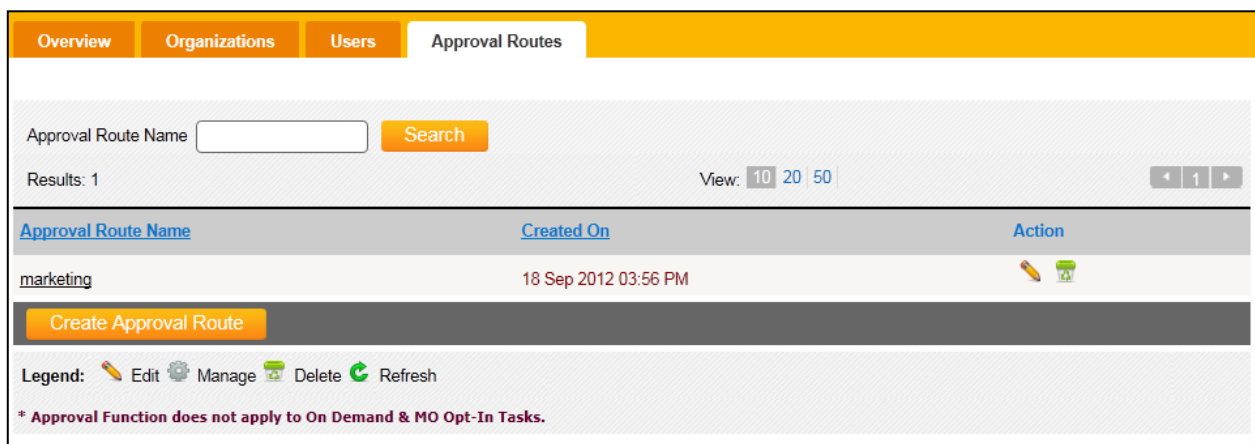 Overview Organizations Users Approval Routes
Approval Route Name Search
Results: 1 View: 10 20 50 1
Approval Route Name Created On Action
marketing 18 Sep 2012 03:56 PM
Create Approval Route
Legend: Edit Manage Delete Refresh
* Approval Function does not apply to On Demand & MO Opt-In Tasks.